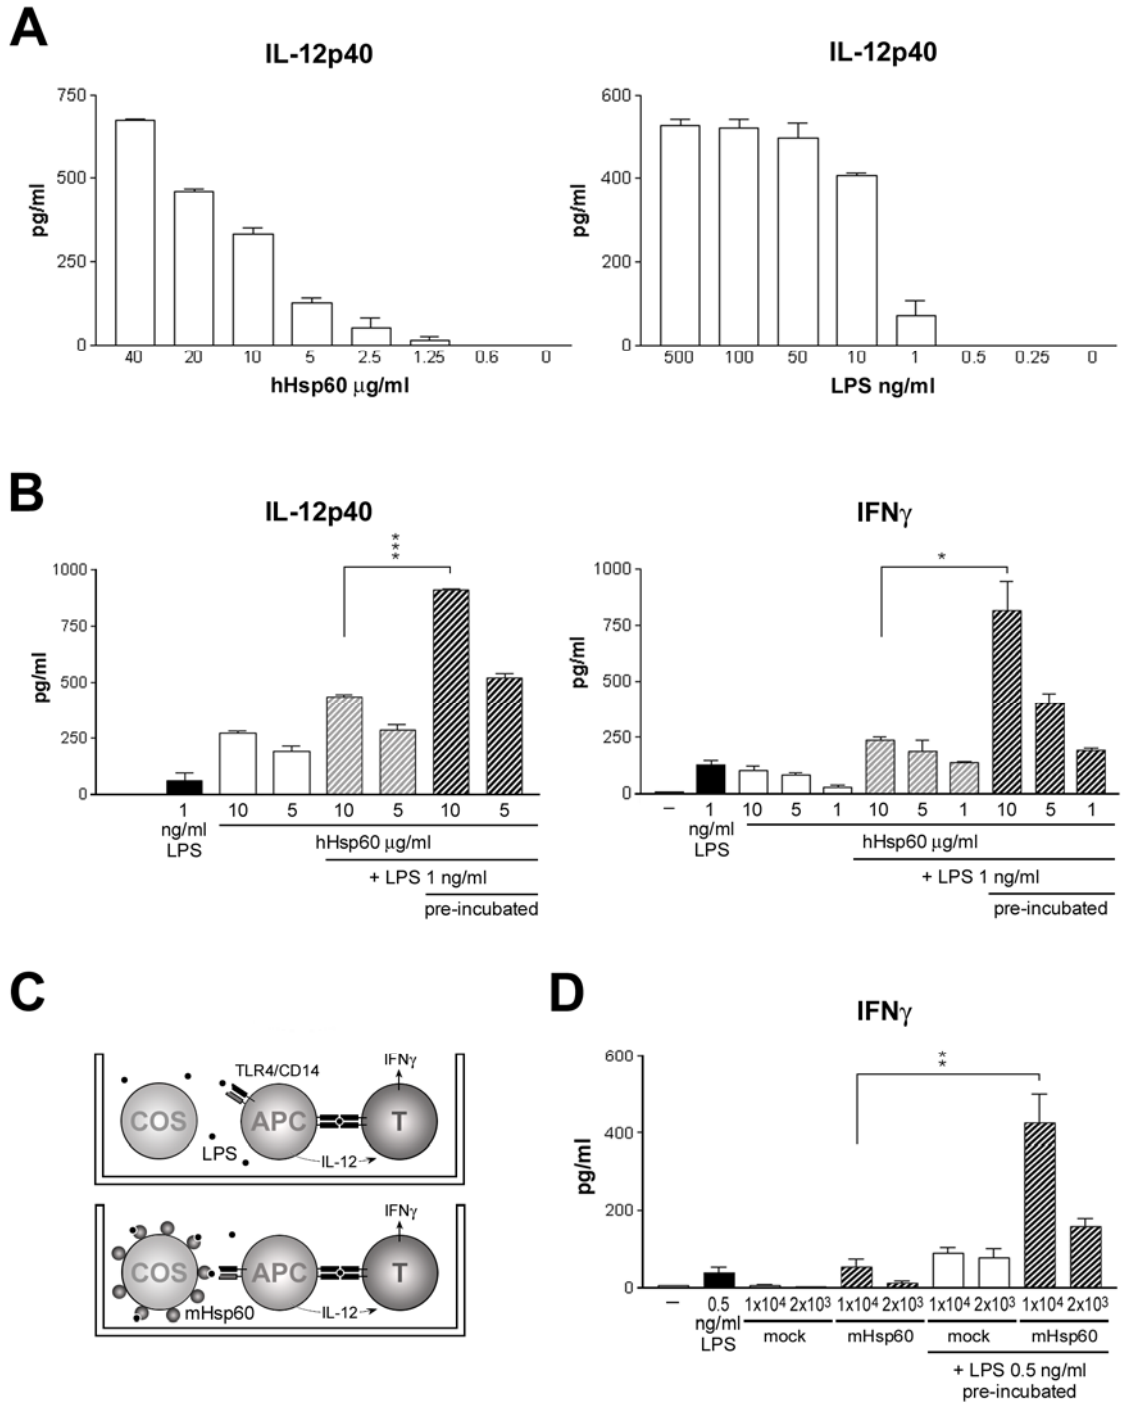 A
IL-12p40
750
500
250
0
pg/ml
40 20 10 5 2.5 1.25 0.6 0
hHsp60 μg/ml
IL-12p40
600
400
200
0
pg/ml
500 100 50 10 1 0.5 0.25 0
LPS ng/ml
B
IL-12p40
***
1000
750
500
250
0
pg/ml
1 10 5 10 5 10 5
ng/ml
LPS
hHsp60 μg/ml
+ LPS 1 ng/ml
pre-incubated
IFNγ
*
1000
750
500
250
0
pg/ml
– 1 10 5 1 10 5 1 10 5 1
ng/ml
LPS
hHsp60 μg/ml
+ LPS 1 ng/ml
pre-incubated
C
TLR4/CD14
IFNγ
COS
APC
T
LPS
IL-12
IFNγ
COS
APC
T
mHsp60
IL-12
D
IFNγ
**
600
400
200
0
pg/ml
– 0.5 1x10⁴ 2x10³ 1x10⁴ 2x10³ 1x10⁴ 2x10³ 1x10⁴ 2x10³
ng/ml
LPS
mock mHsp60 mock mHsp60
+ LPS 0.5 ng/ml
pre-incubated